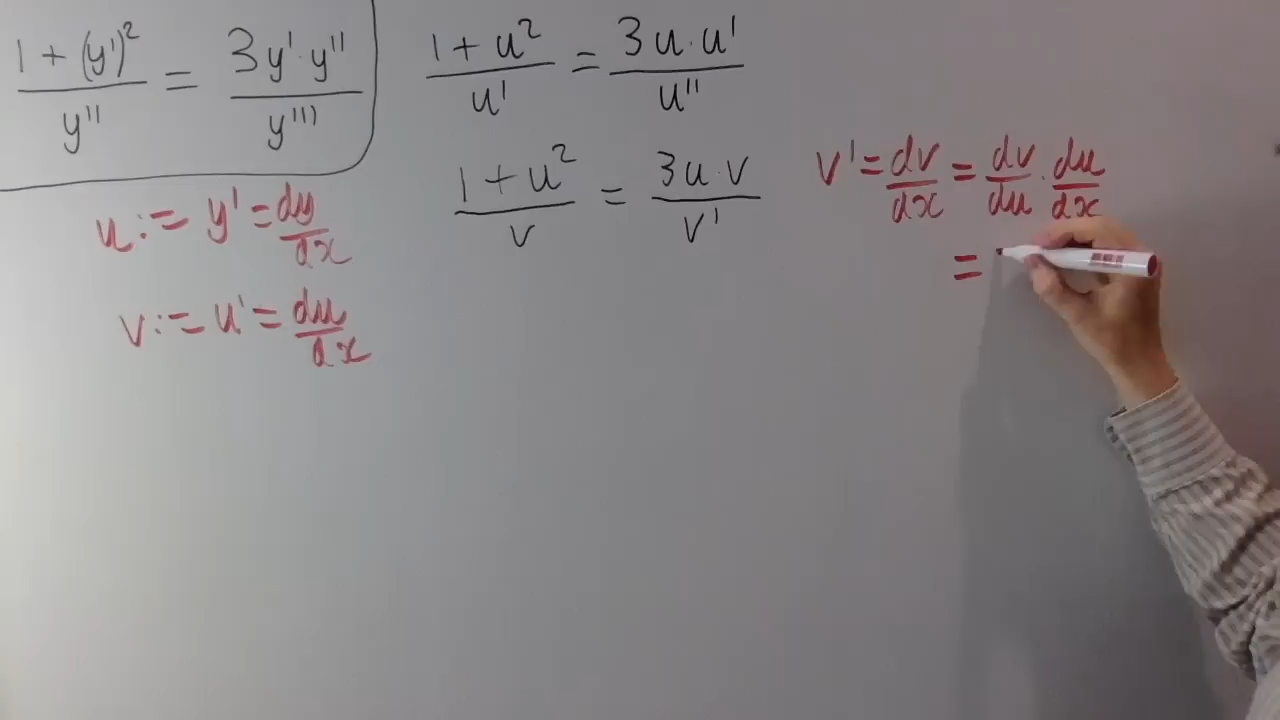 (1 + (y')²)/y'' = (3y'·y'')/y'''
u := y' = dy/dx
v := u' = du/dx
(1 + u²)/u' = (3u·u')/u''
(1 + u²)/v = (3u·v)/v'
v' = dv/dx = dv/du · du/dx
=